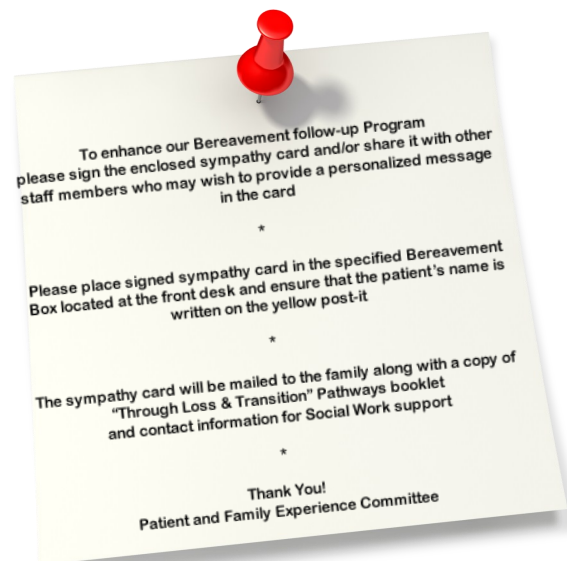 To enhance our Bereavement follow-up Program
please sign the enclosed sympathy card and/or share it with other
staff members who may wish to provide a personalized message
in the card
*
Please place signed sympathy card in the specified Bereavement
Box located at the front desk and ensure that the patient's name is
written on the yellow post-it
*
The sympathy card will be mailed to the family along with a copy of
“Through Loss & Transition” Pathways booklet
and contact information for Social Work support
*
Thank You!
Patient and Family Experience Committee